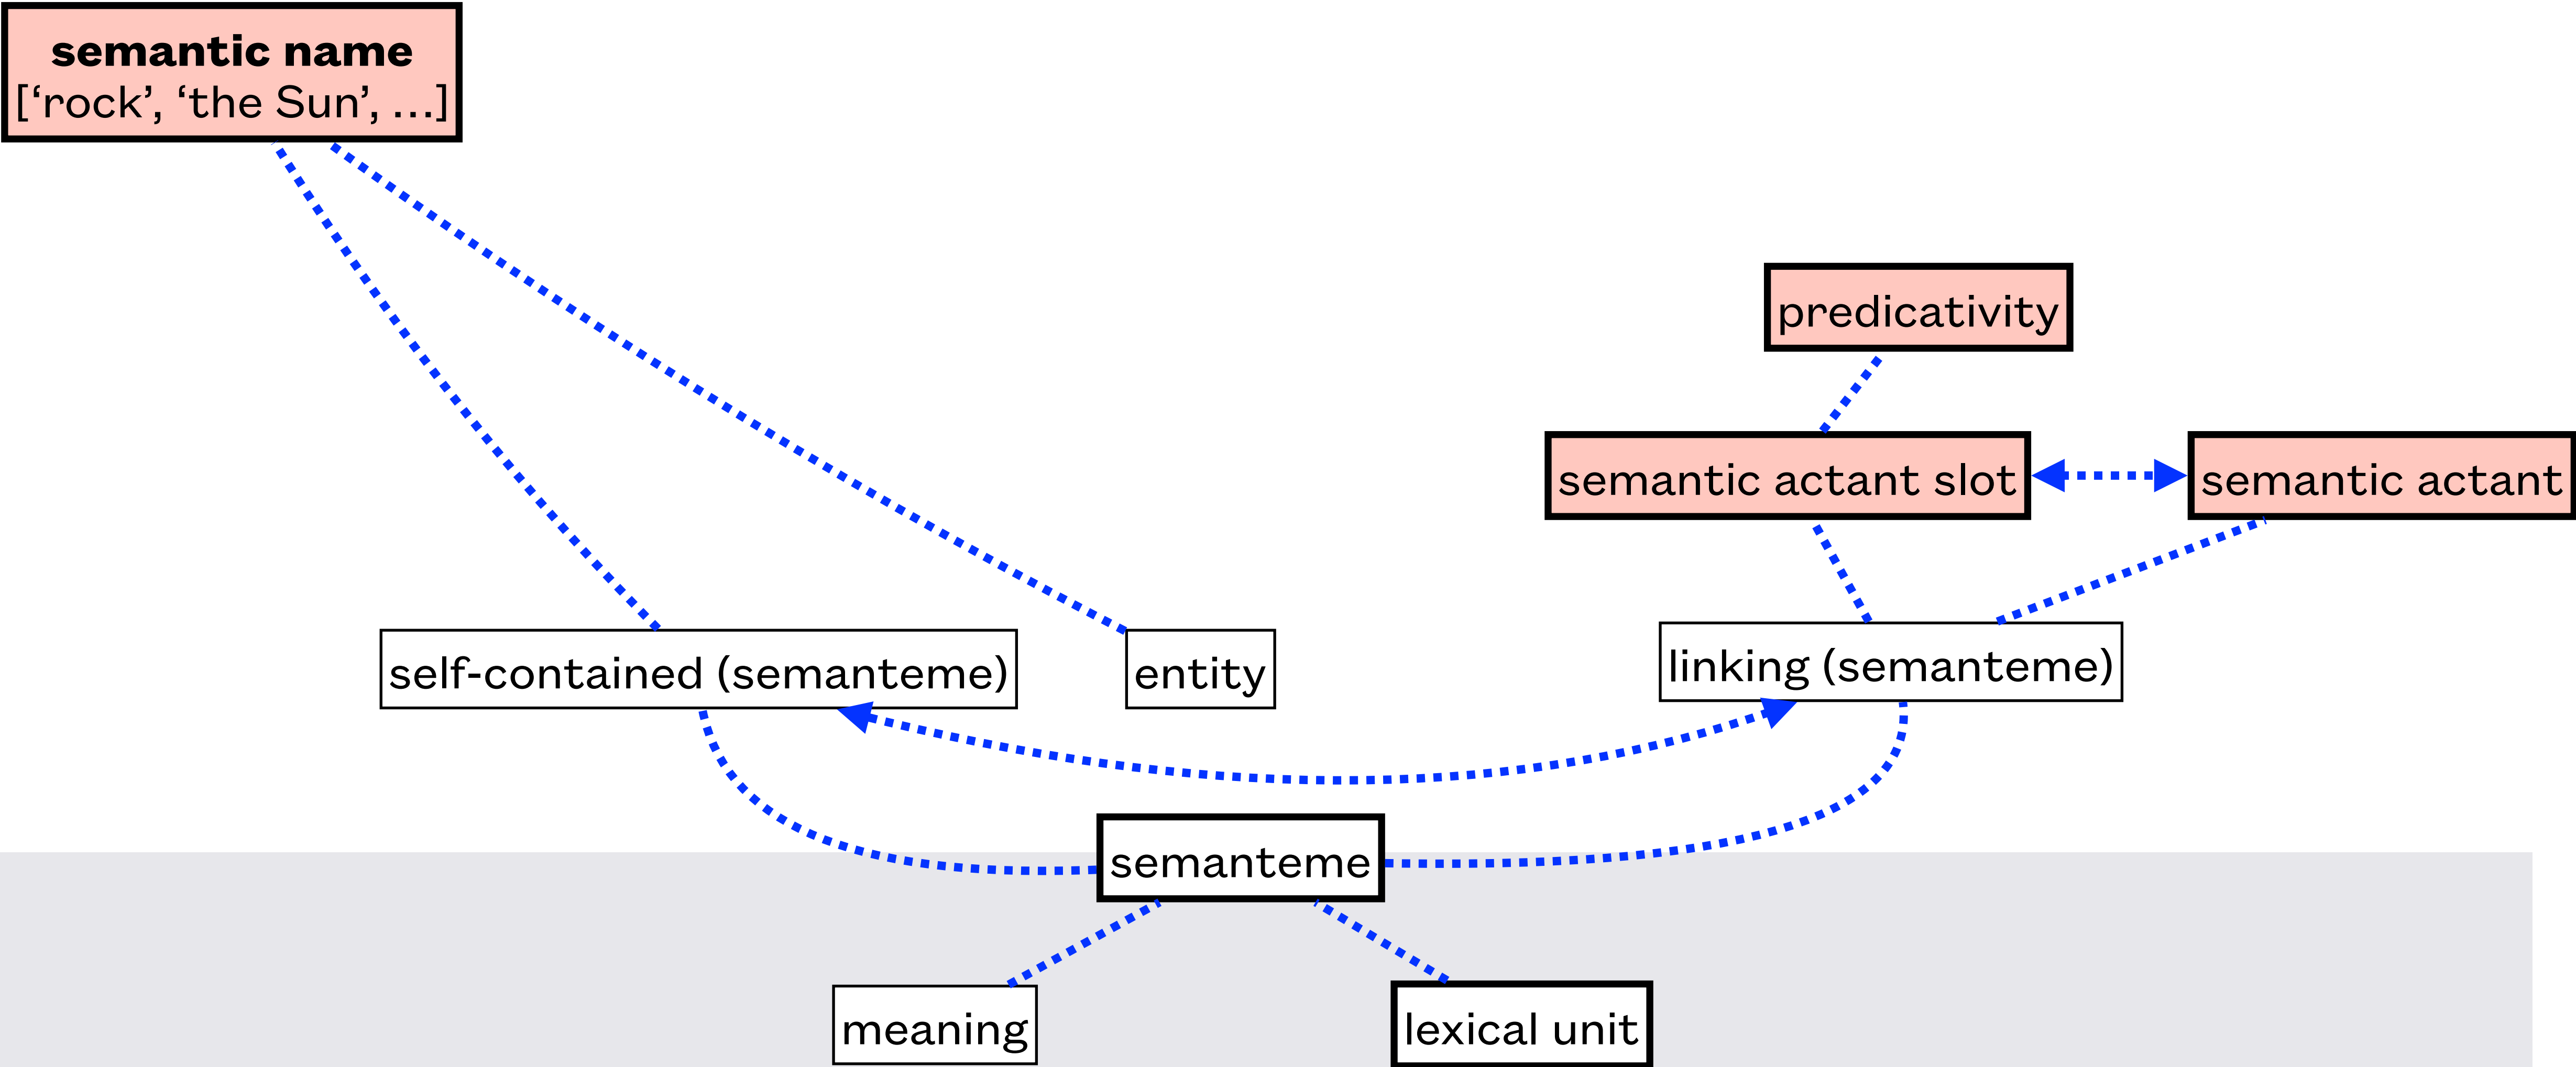 semantic name
[‘rock’, ‘the Sun’, …]
predicativity
semantic actant slot
semantic actant
self-contained (semanteme)
entity
linking (semanteme)
semanteme
meaning
lexical unit